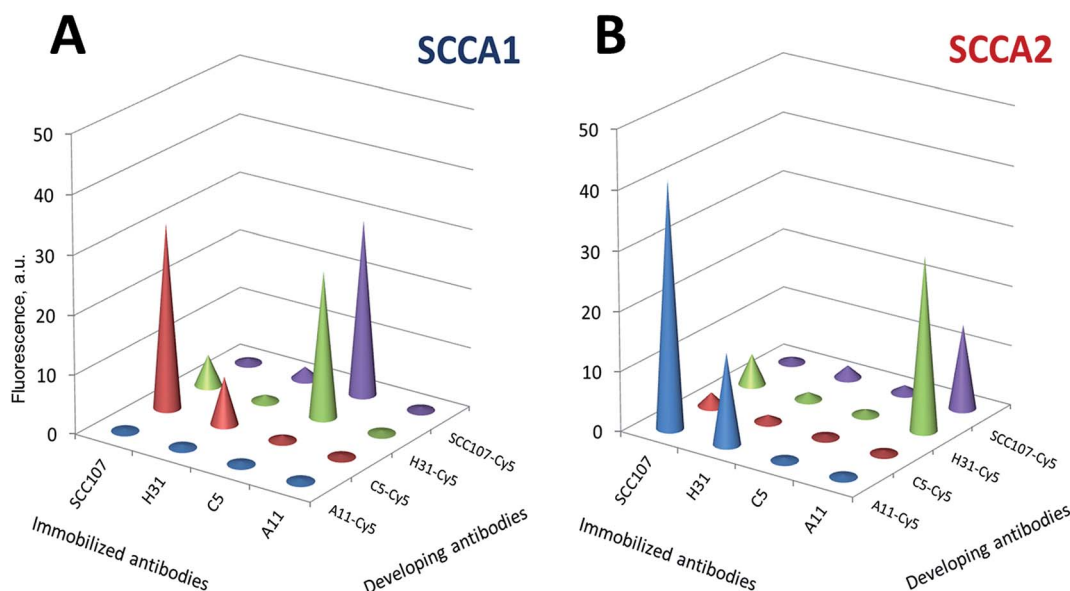 A
SCCA1
50
40
30
20
10
0
Fluorescence, a.u.
SCC107
H31
C5
A11
Immobilized antibodies
A11-Cy5
C5-Cy5
H31-Cy5
SCC107-Cy5
Developing antibodies
B
SCCA2
50
40
30
20
10
0
SCC107
H31
C5
A11
Immobilized antibodies
A11-Cy5
C5-Cy5
H31-Cy5
SCC107-Cy5
Developing antibodies